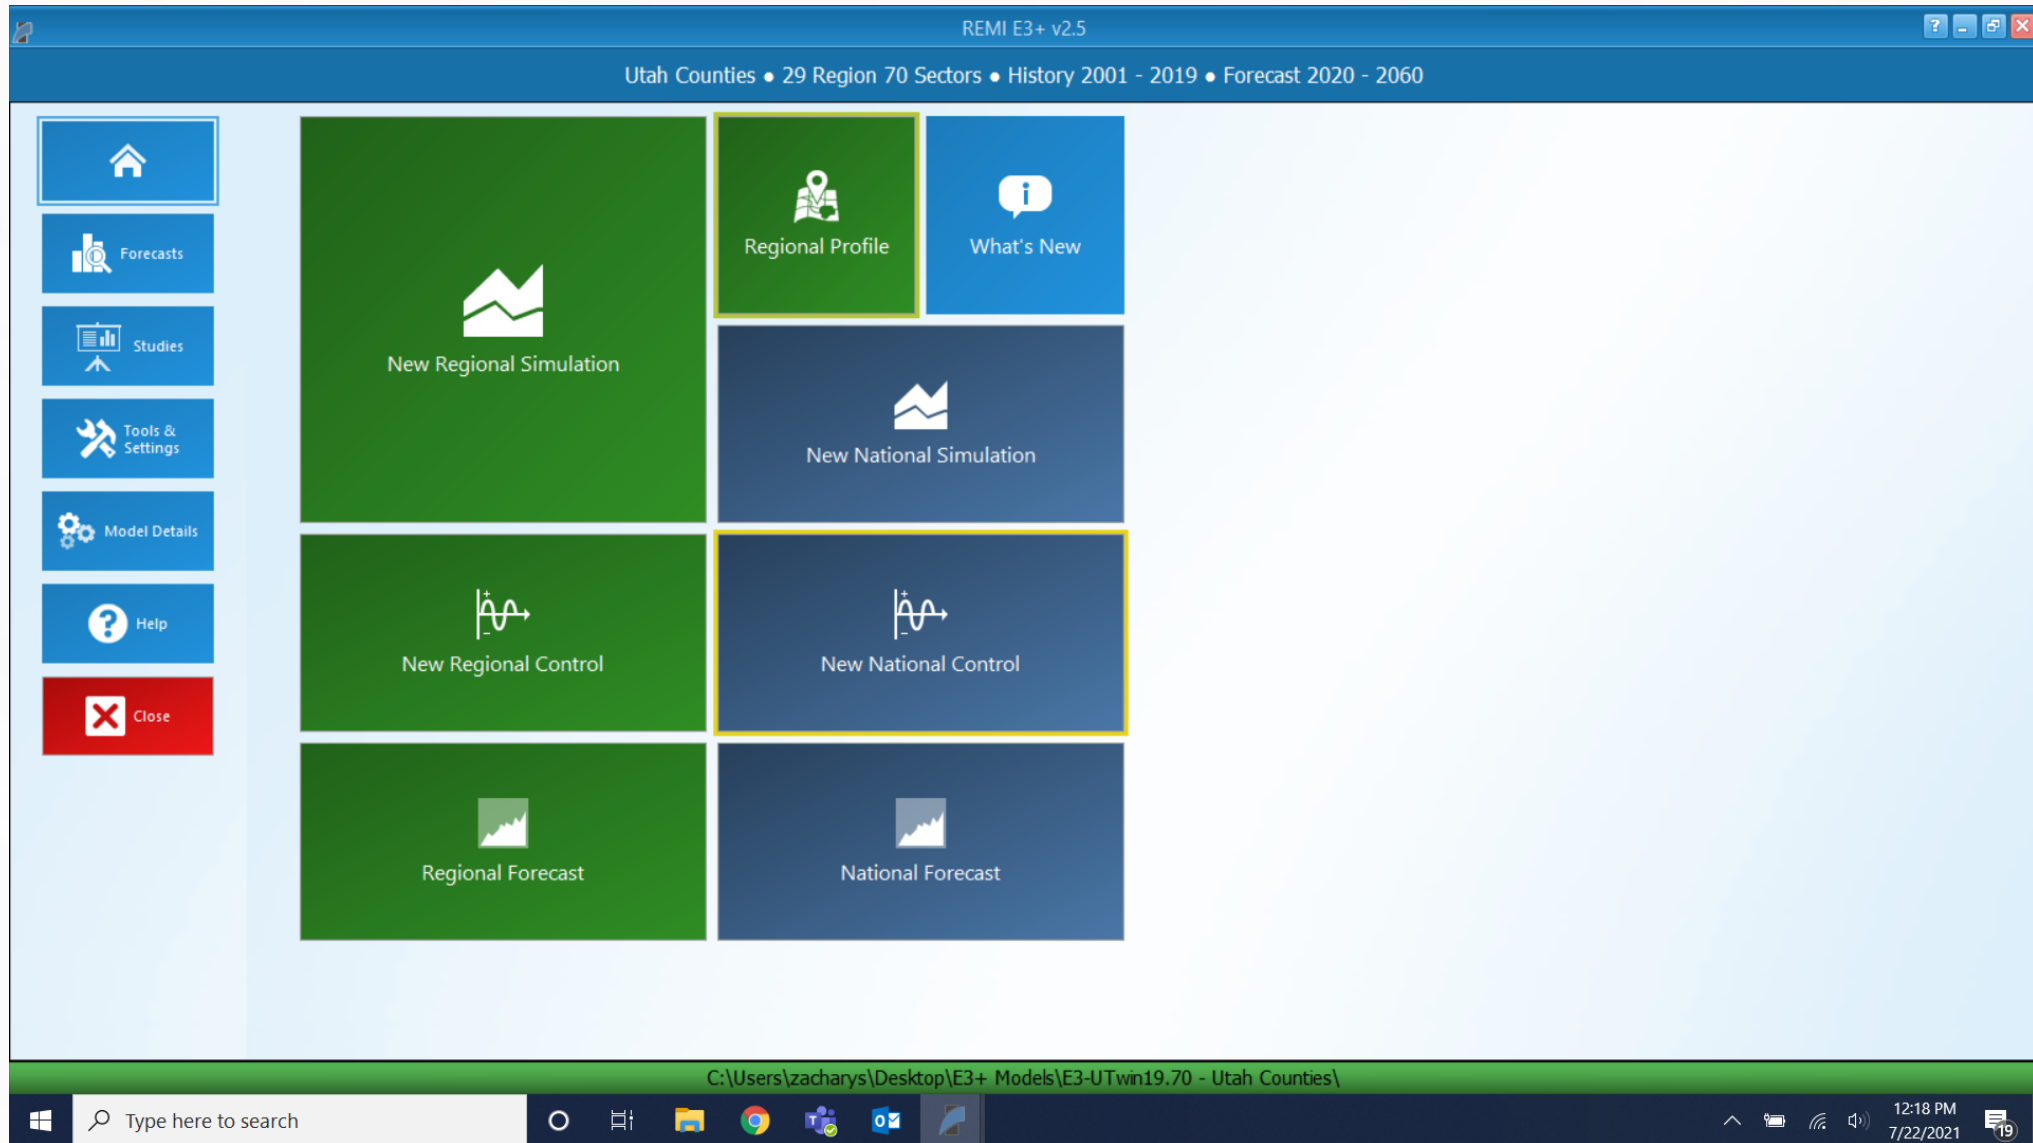 REMI E3+ v2.5
Utah Counties ● 29 Region 70 Sectors ● History 2001 - 2019 ● Forecast 2020 - 2060
Forecasts
Studies
Tools &
Settings
Model Details
Help
Close
New Regional Simulation
Regional Profile
What's New
New National Simulation
New Regional Control
New National Control
Regional Forecast
National Forecast
C:\Users\zacharys\Desktop\E3+ Models\E3-UTwin19.70 - Utah Counties\
Type here to search
12:18 PM
7/22/2021
19